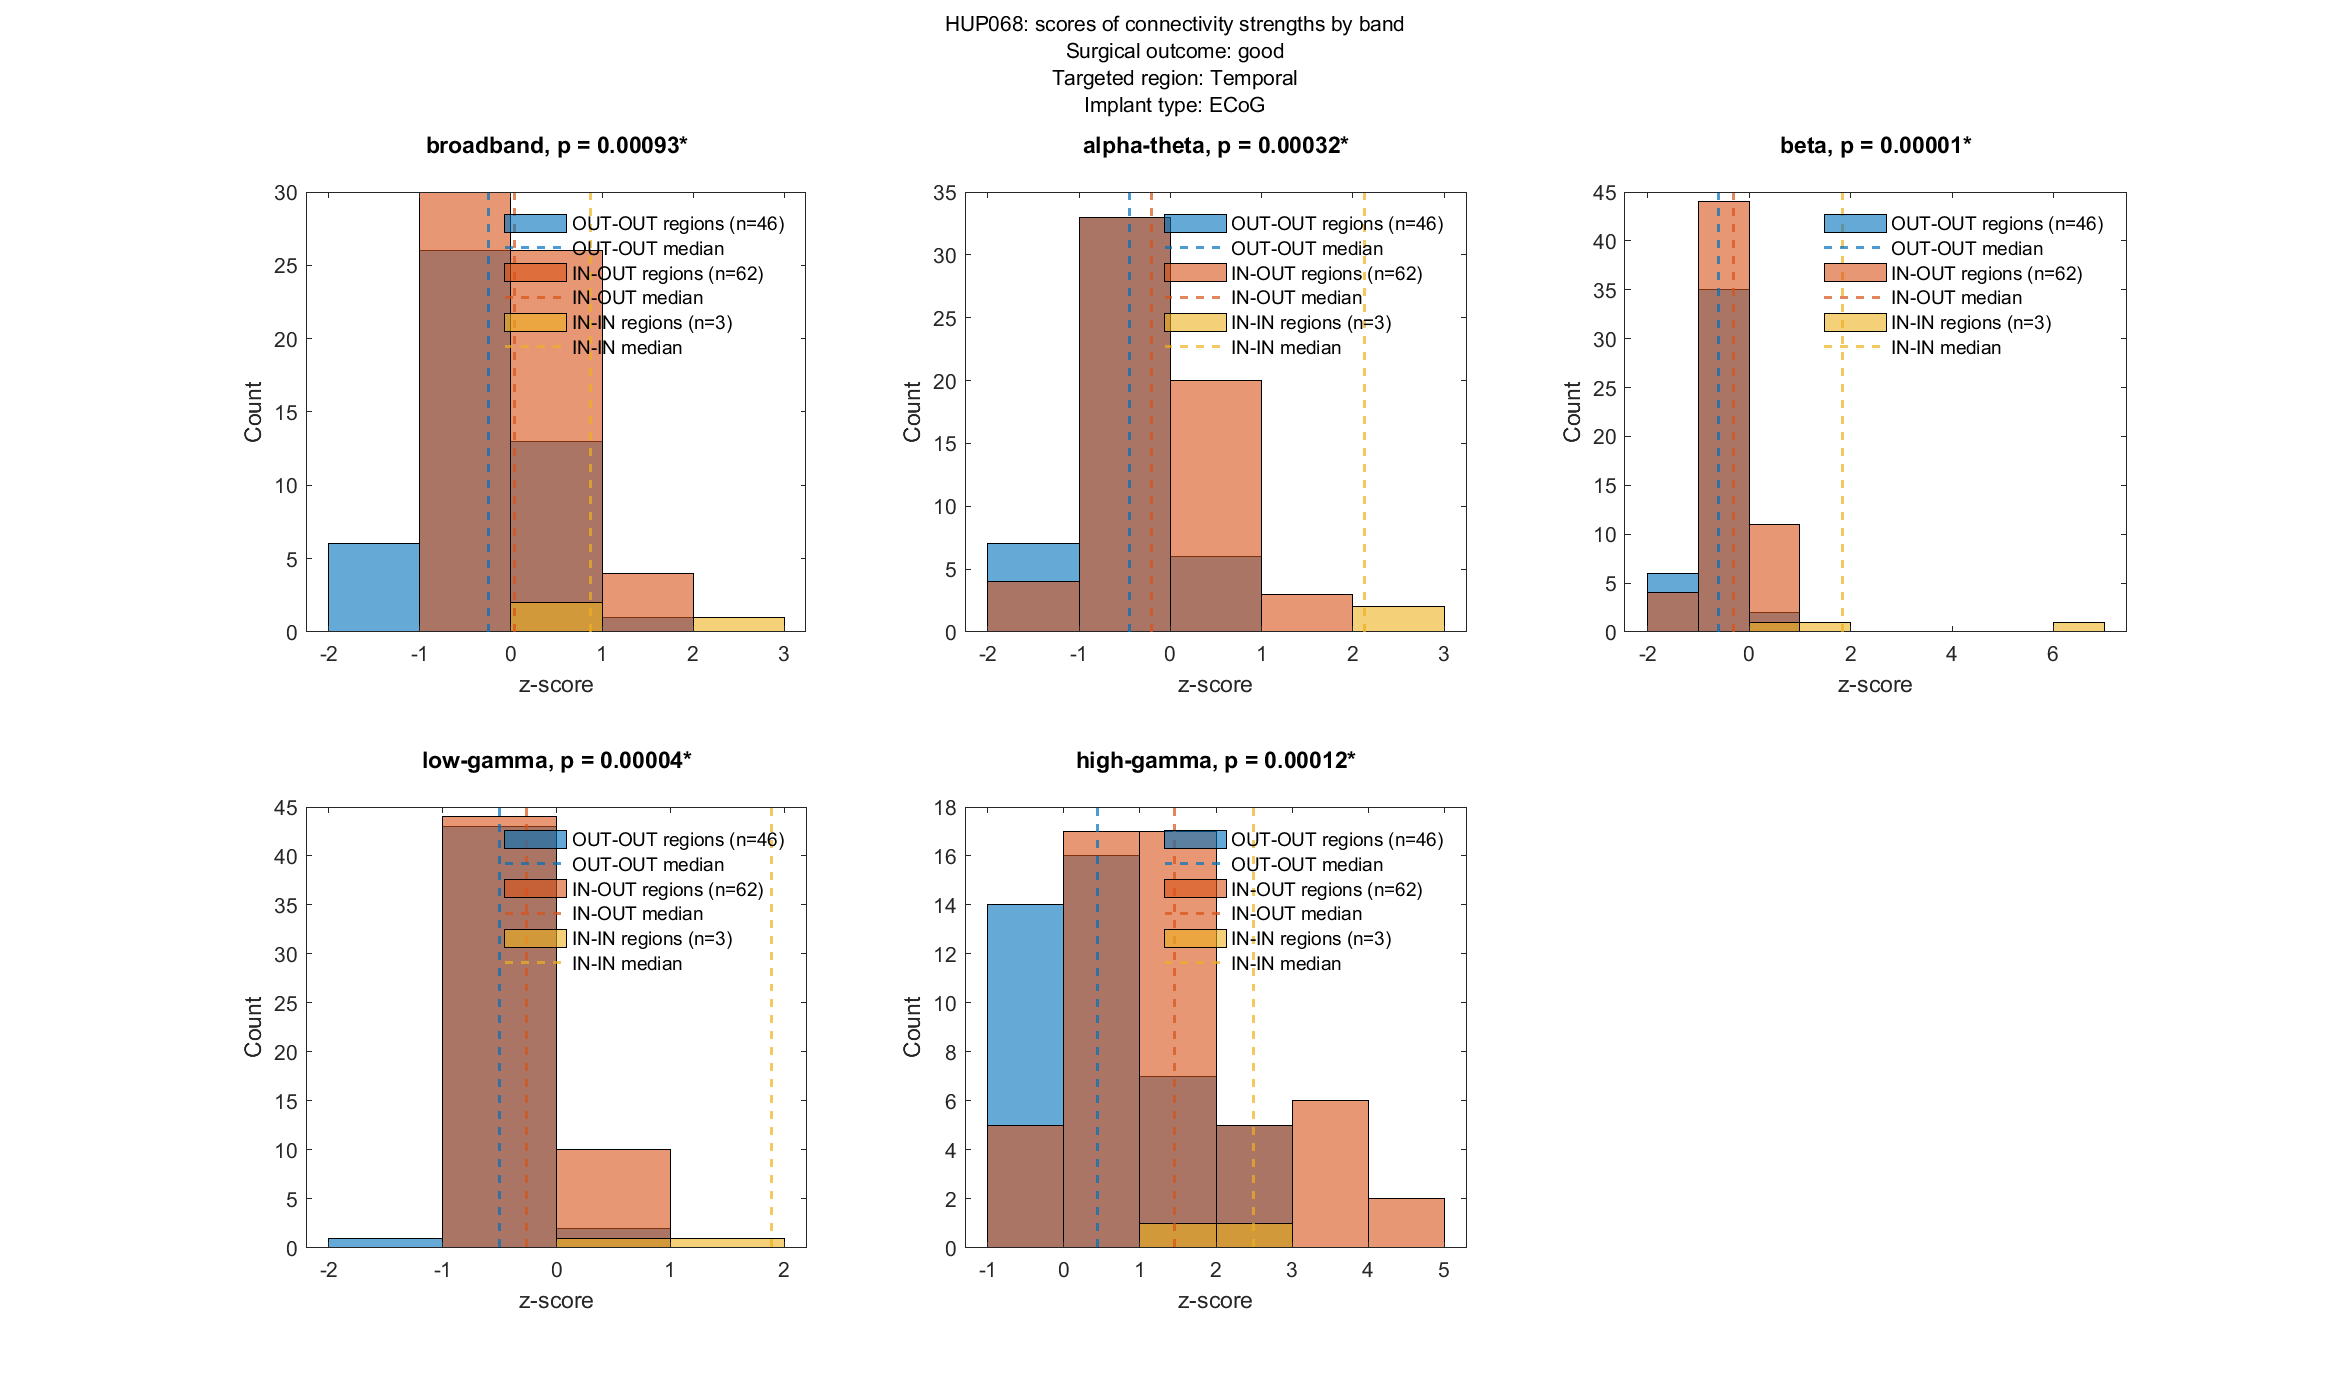 HUP068: scores of connectivity strengths by band
Surgical outcome: good
Targeted region: Temporal
Implant type: ECoG
broadband, p = 0.00093*
30
25
20
15
10
5
0
Count
-2 -1 0 1 2 3
z-score
OUT-OUT regions (n=46)
OUT-OUT median
IN-OUT regions (n=62)
IN-OUT median
IN-IN regions (n=3)
IN-IN median
alpha-theta, p = 0.00032*
35
30
25
20
15
10
5
0
Count
-2 -1 0 1 2 3
z-score
OUT-OUT regions (n=46)
OUT-OUT median
IN-OUT regions (n=62)
IN-OUT median
IN-IN regions (n=3)
IN-IN median
beta, p = 0.00001*
45
40
35
30
25
20
15
10
5
0
Count
-2 0 2 4 6
z-score
OUT-OUT regions (n=46)
OUT-OUT median
IN-OUT regions (n=62)
IN-OUT median
IN-IN regions (n=3)
IN-IN median
low-gamma, p = 0.00004*
45
40
35
30
25
20
15
10
5
0
Count
-2 -1 0 1 2
z-score
OUT-OUT regions (n=46)
OUT-OUT median
IN-OUT regions (n=62)
IN-OUT median
IN-IN regions (n=3)
IN-IN median
high-gamma, p = 0.00012*
18
16
14
12
10
8
6
4
2
0
Count
-1 0 1 2 3 4 5
z-score
OUT-OUT regions (n=46)
OUT-OUT median
IN-OUT regions (n=62)
IN-OUT median
IN-IN regions (n=3)
IN-IN median